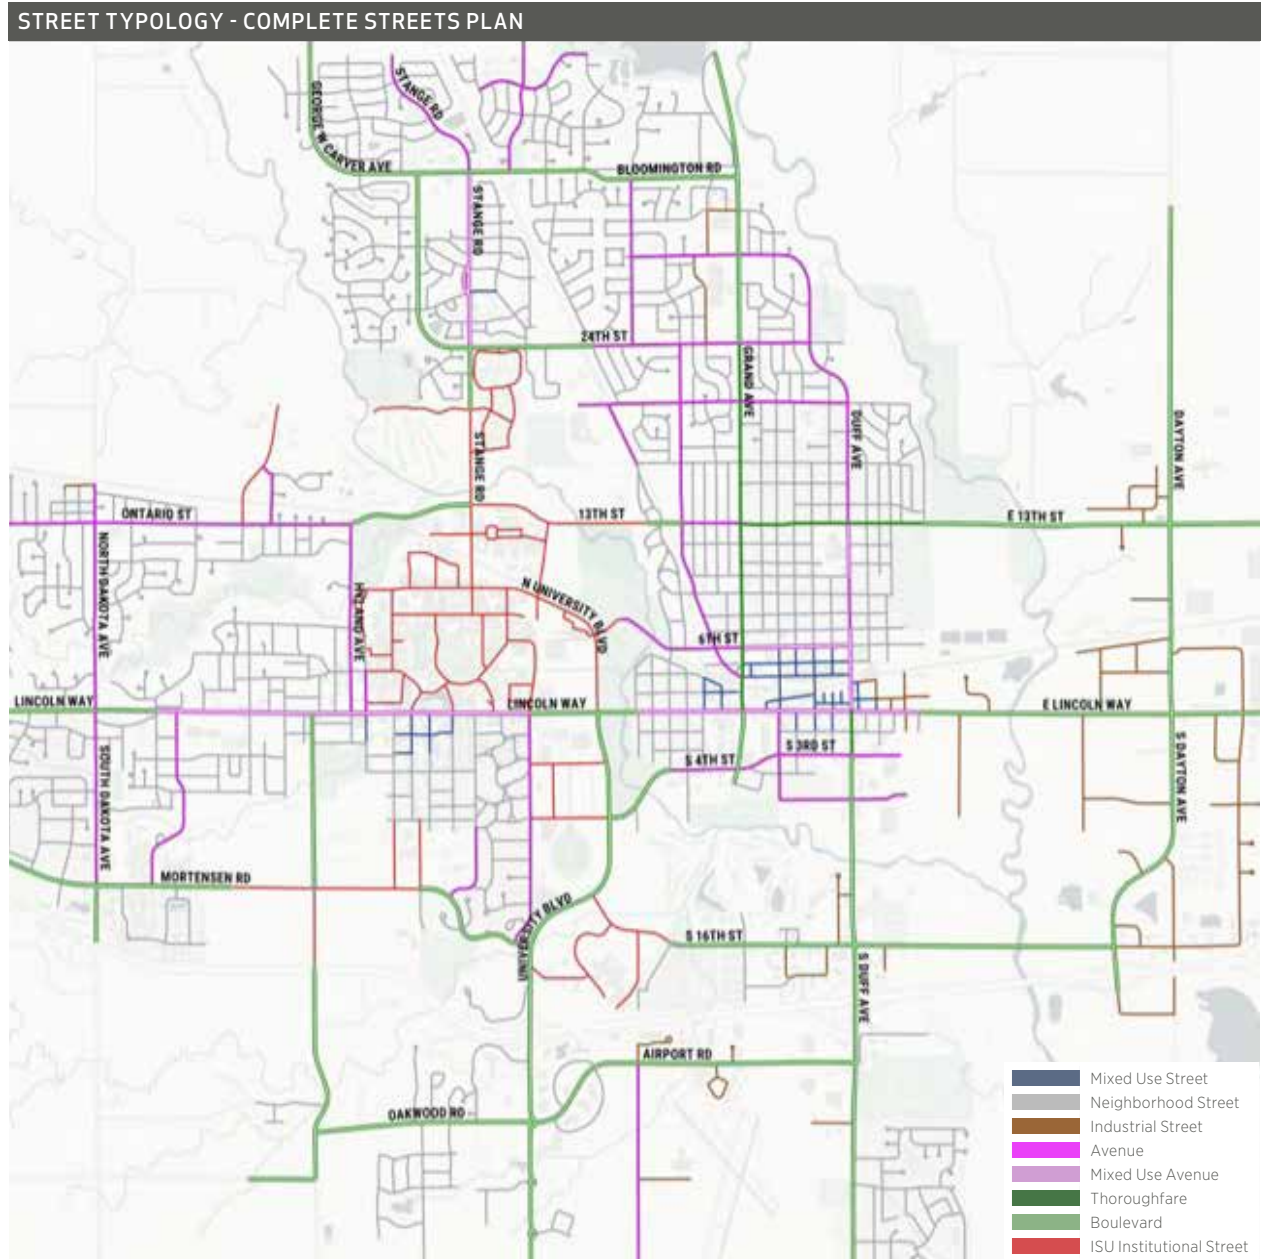 STREET TYPOLOGY - COMPLETE STREETS PLAN
STANGE RD
GEORGE W CARVER AVE
BLOOMINGTON RD
STANGE RD
24TH ST
GRAND AVE
DUFF AVE
DAYTON AVE
STANGE RD
ONTARIO ST
13TH ST
E 13TH ST
NORTH DAKOTA AVE
HYLAND AVE
N UNIVERSITY BLVD
6TH ST
LINCOLN WAY
LINCOLN WAY
E LINCOLN WAY
SOUTH DAKOTA AVE
S 3RD ST
S 4TH ST
S DAYTON AVE
MORTENSEN RD
UNIVERSITY BLVD
S 16TH ST
S DUFF AVE
AIRPORT RD
OAKWOOD RD
Mixed Use Street
Neighborhood Street
Industrial Street
Avenue
Mixed Use Avenue
Thoroughfare
Boulevard
ISU Institutional Street